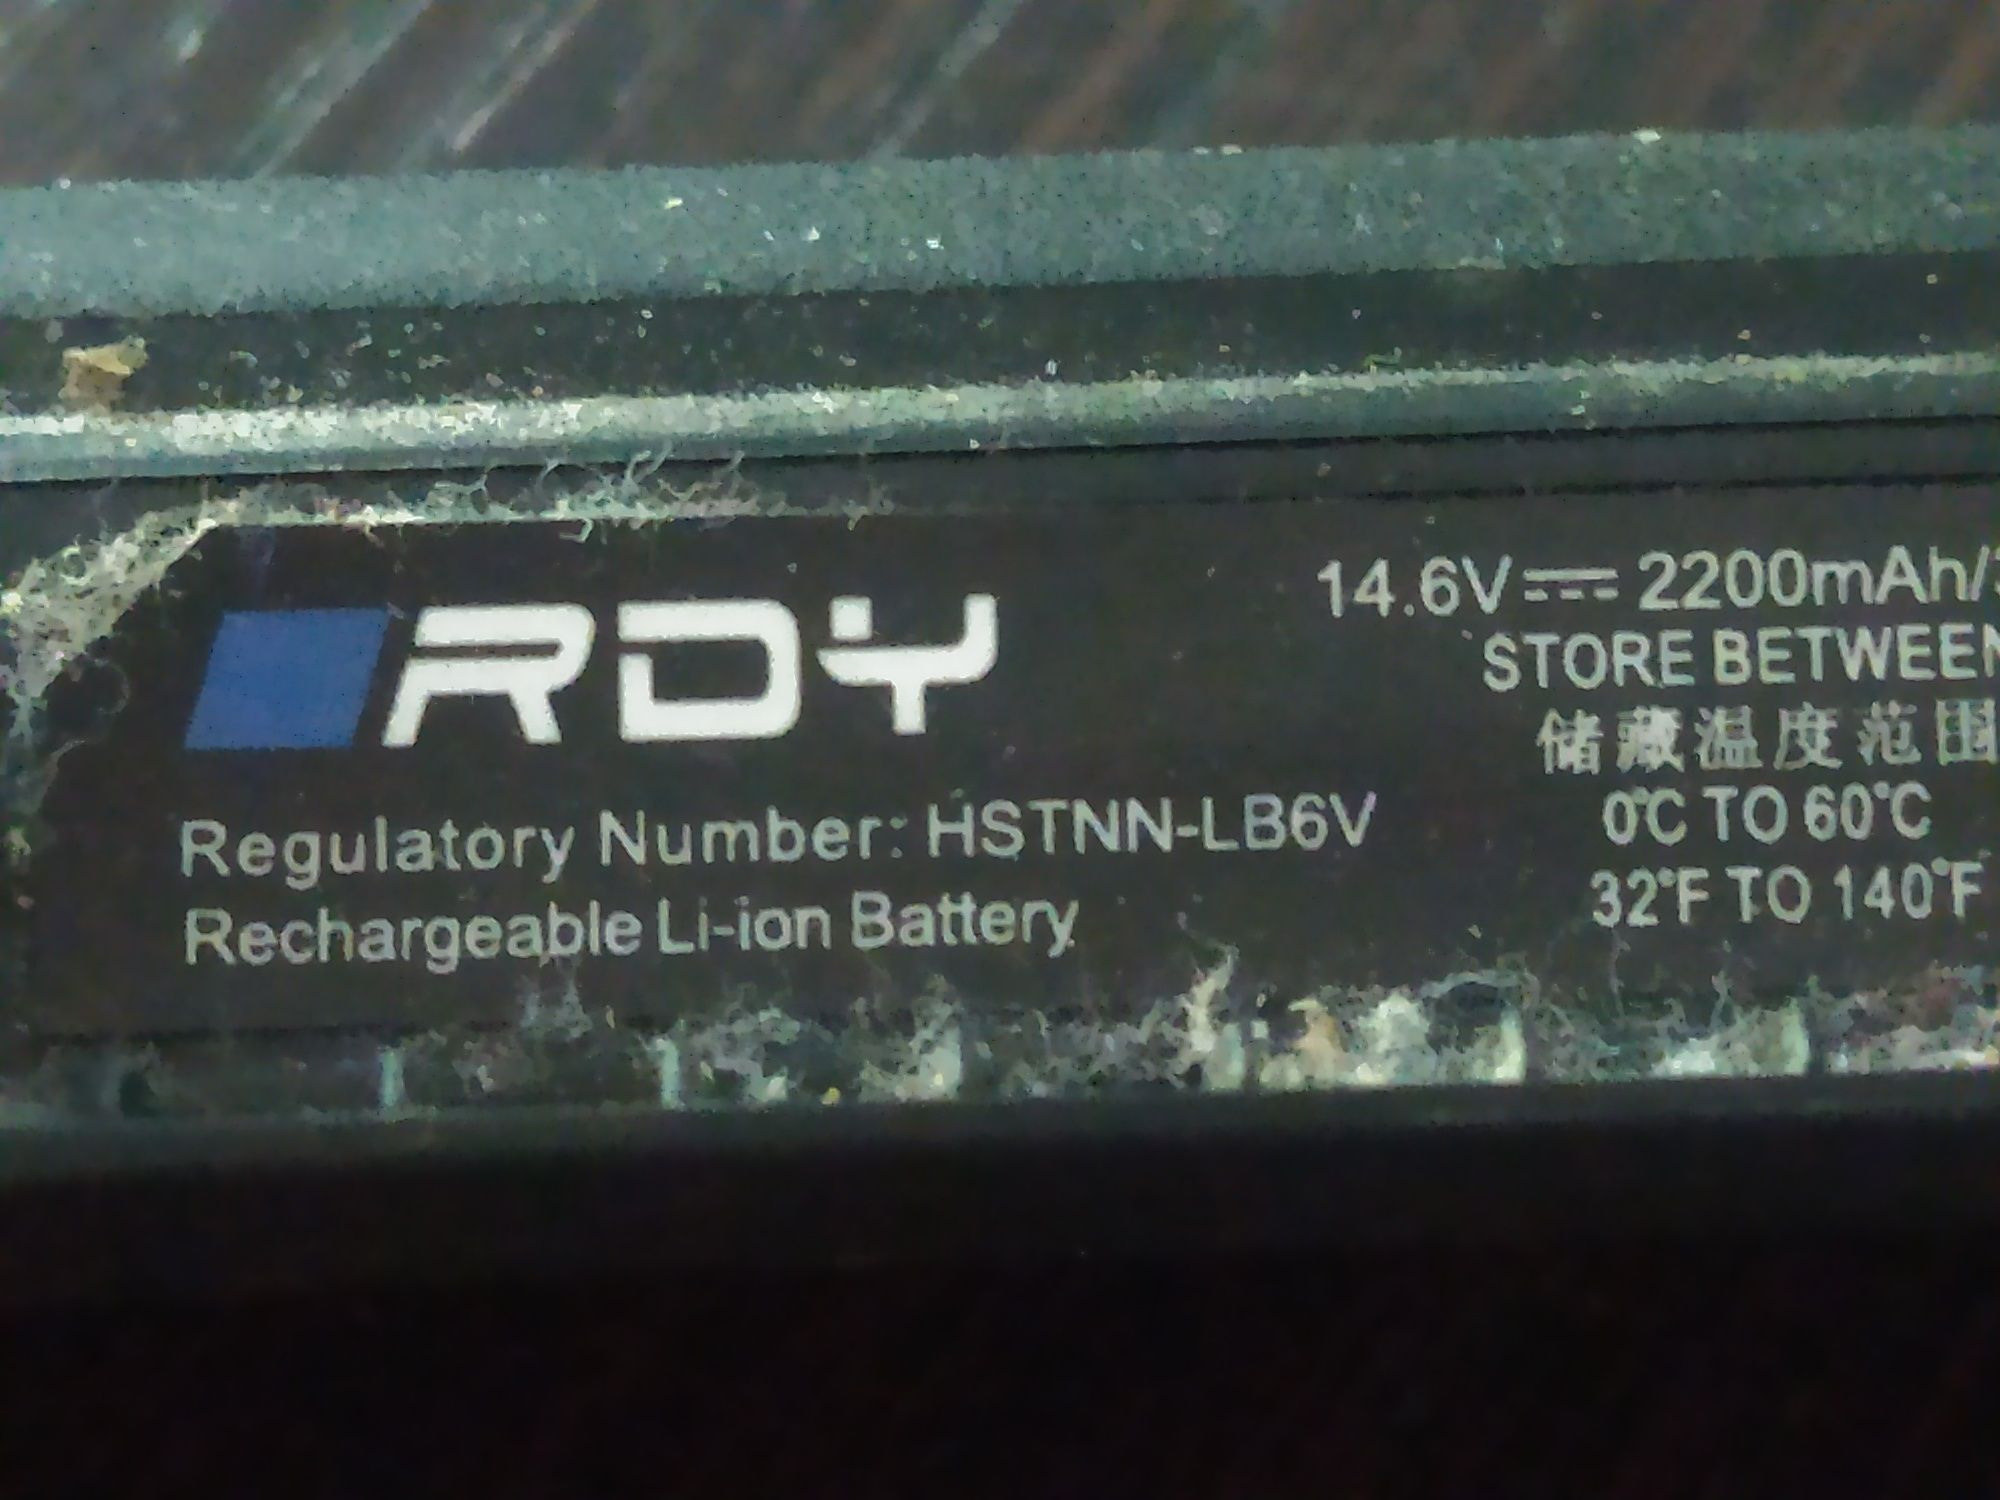 RDY
Regulatory Number: HSTNN-LB6V
Rechargeable Li-ion Battery
14.6V⎓2200mAh/
STORE BETWEEN
储藏温度范围
0℃ TO 60℃
32℉ TO 140℉